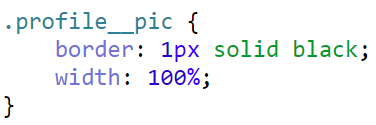 .profile__pic {
    border: 1px solid black;
    width: 100%;
}